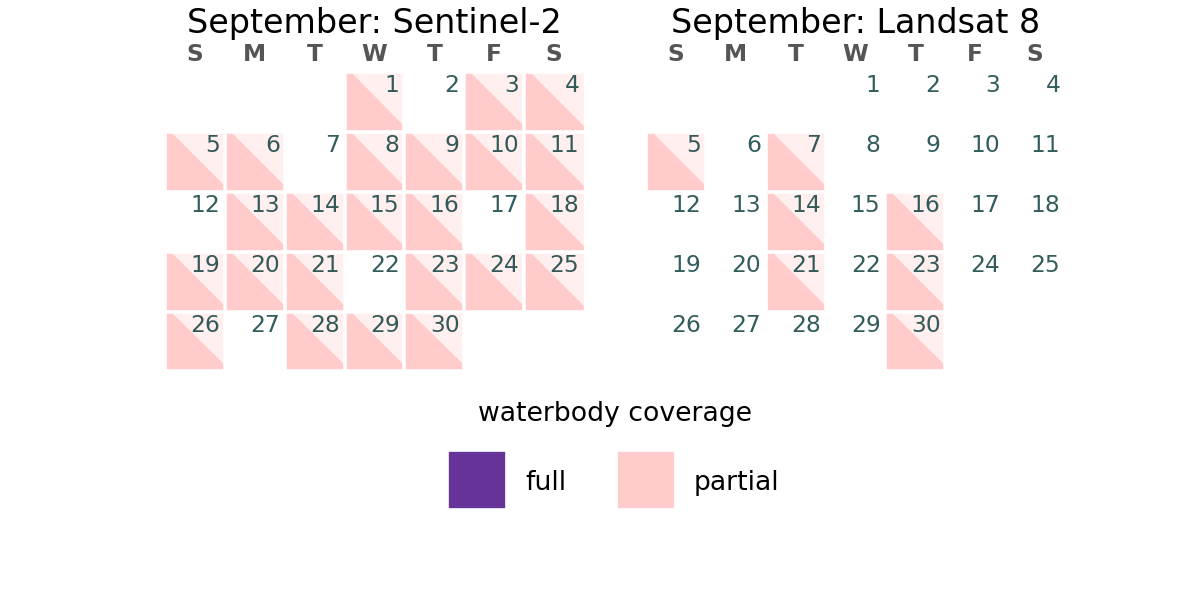 September: Sentinel-2
S M T W T F S
1 2 3 4
5 6 7 8 9 10 11
12 13 14 15 16 17 18
19 20 21 22 23 24 25
26 27 28 29 30
September: Landsat 8
S M T W T F S
1 2 3 4
5 6 7 8 9 10 11
12 13 14 15 16 17 18
19 20 21 22 23 24 25
26 27 28 29 30
waterbody coverage
full partial